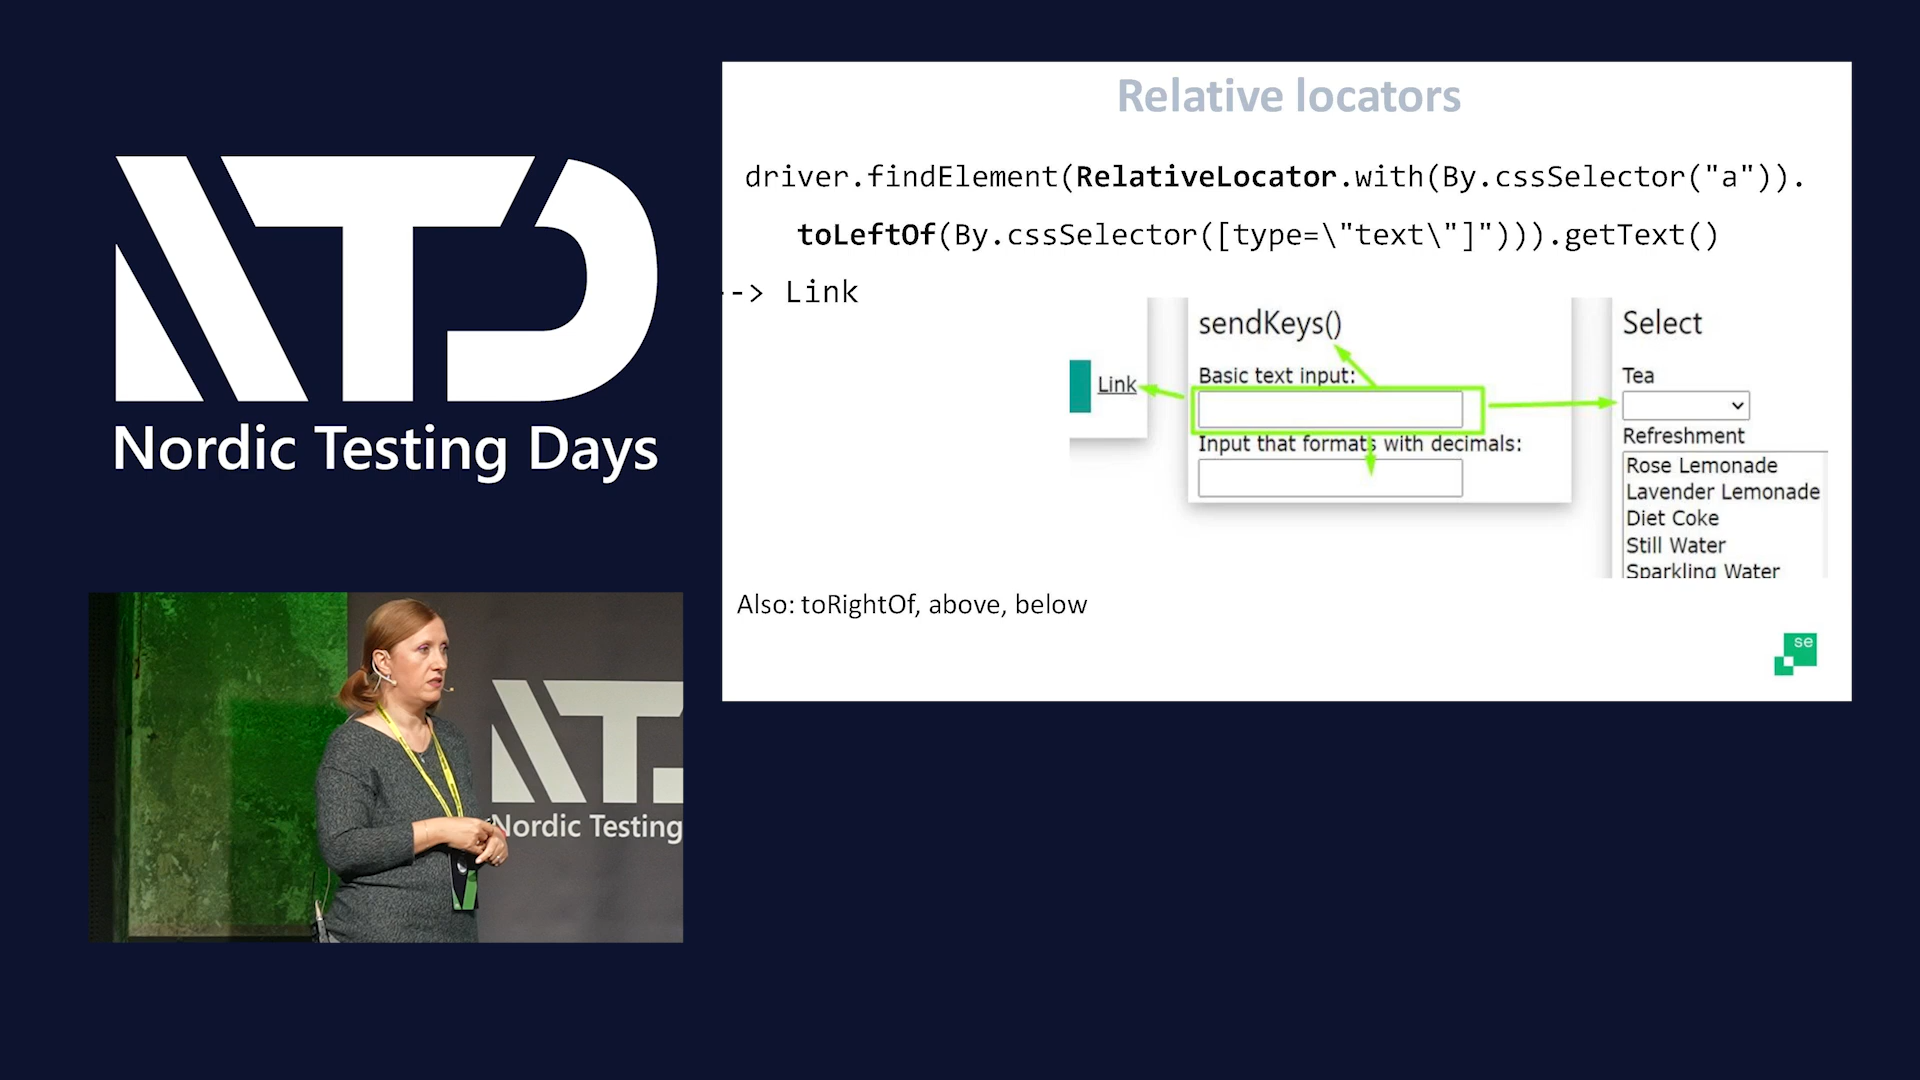 NTD
Nordic Testing Days
Relative locators
driver.findElement(RelativeLocator.with(By.cssSelector("a")).
toLeftOf(By.cssSelector([type=\"text\"]"))).getText()
--> Link
sendKeys()
Select
Basic text input:
Tea
Link
Input that formats with decimals:
Refreshment
Rose Lemonade
Lavender Lemonade
Diet Coke
Still Water
Sparkling Water
Also: toRightOf, above, below
se
NTD
Nordic Testing